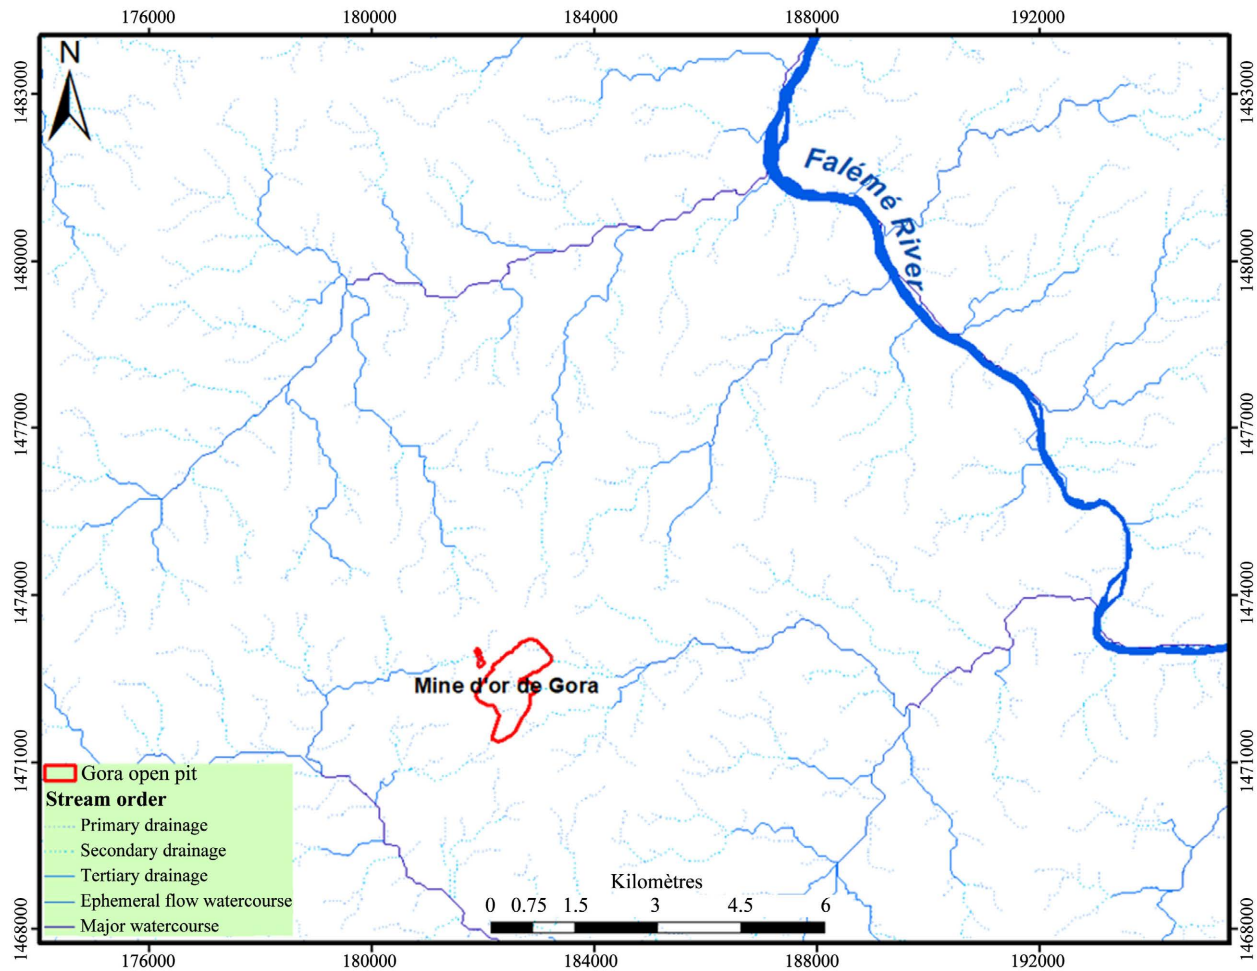 176000 180000 184000 188000 192000
N
1483000 1483000
Falémé River
1480000 1480000
1477000 1477000
1474000 1474000
Mine d'or de Gora
1471000 1471000
Gora open pit
Stream order
Primary drainage
Secondary drainage
Tertiary drainage
Ephemeral flow watercourse
Major watercourse
Kilomètres
0 0.75 1.5 3 4.5 6
1468000 1468000
176000 180000 184000 188000 192000